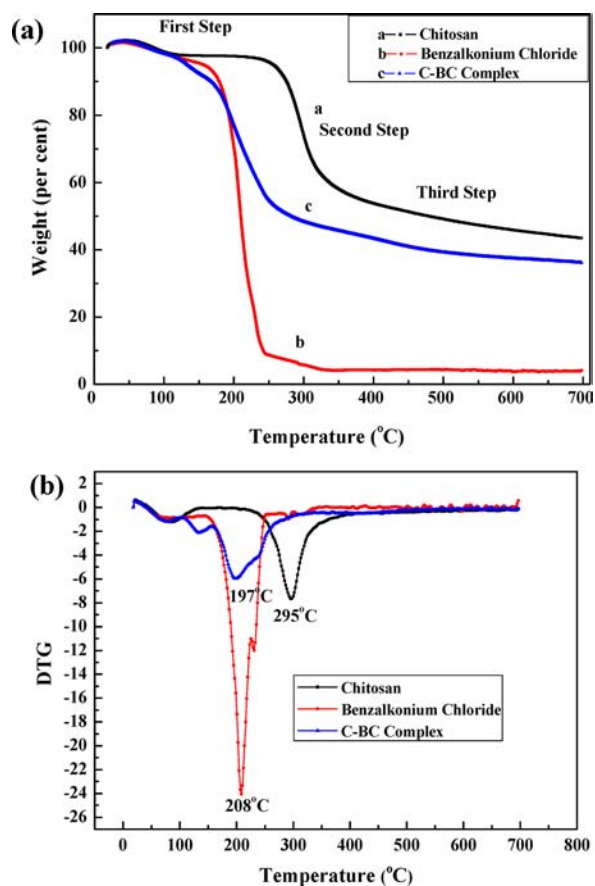 (a)
First Step
a Chitosan
b Benzalkonium Chloride
c C-BC Complex
a
Second Step
Third Step
c
b
Weight (per cent)
100
80
60
40
20
0
0 100 200 300 400 500 600 700
Temperature (°C)
(b)
2
0
-2
-4
-6
-8
-10
-12
-14
-16
-18
-20
-22
-24
-26
DTG
197°C
295°C
Chitosan
Benzalkonium Chloride
C-BC Complex
208°C
0 100 200 300 400 500 600 700 800
Temperature (°C)